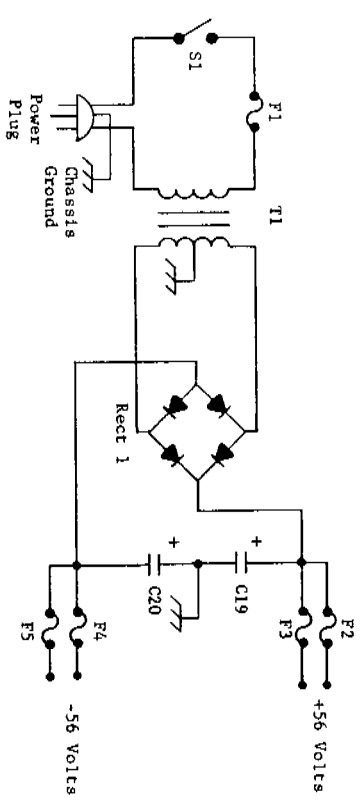 S1
F1
Power
Plug
Chassis
Ground
T1
Rect 1
+
C20
+
C19
F5
F4
F3
F2
-56 Volts
+56 Volts